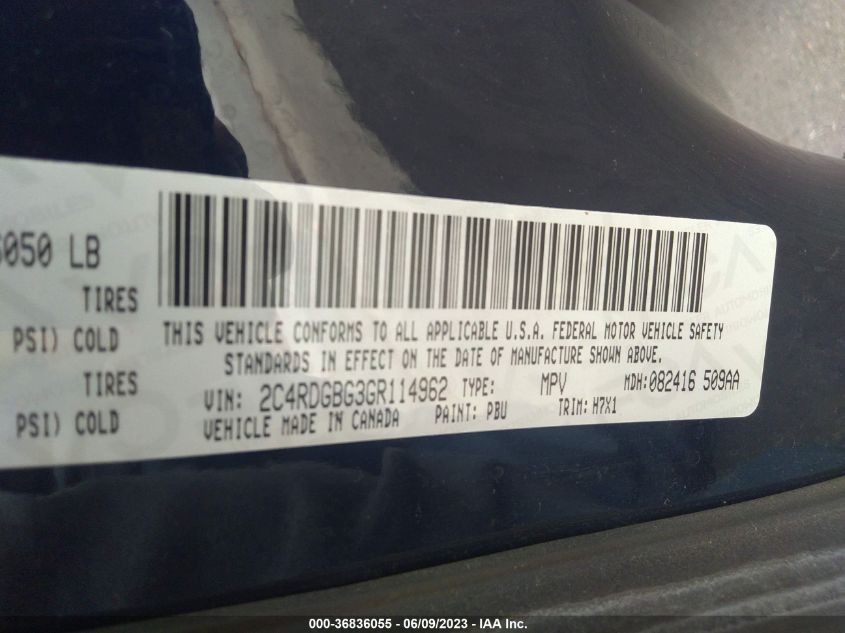 6050 LB
TIRES
PSI) COLD
TIRES
PSI) COLD
THIS VEHICLE CONFORMS TO ALL APPLICABLE U.S.A. FEDERAL MOTOR VEHICLE SAFETY
STANDARDS IN EFFECT ON THE DATE OF MANUFACTURE SHOWN ABOVE.
VIN: 2C4RDGBG3GR114962 TYPE: MPV MDH:082416 509AA
VEHICLE MADE IN CANADA PAINT: PBU TRIM: H7X1
000-36836055 - 06/09/2023 - IAA Inc.